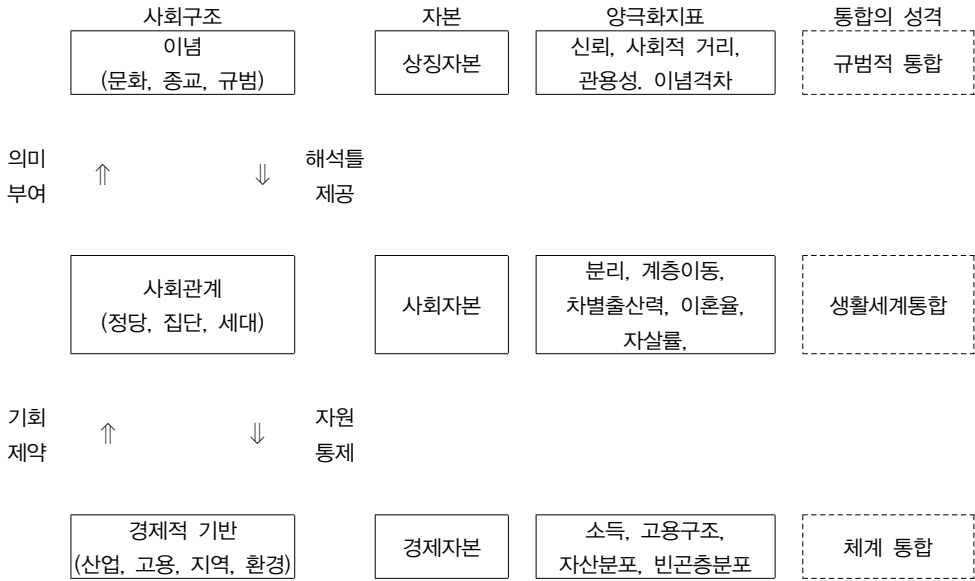 사회구조 자본 양극화지표 통합의 성격
이념
(문화, 종교, 규범)
상징자본
신뢰, 사회적 거리,
관용성. 이념격차
규범적 통합
의미
부여
⇑ ⇓
해석틀
제공
사회관계
(정당, 집단, 세대)
사회자본
분리, 계층이동,
차별출산력, 이혼율,
자살률,
생활세계통합
기회
제약
⇑ ⇓
자원
통제
경제적 기반
(산업, 고용, 지역, 환경)
경제자본
소득, 고용구조,
자산분포, 빈곤층분포
체계 통합